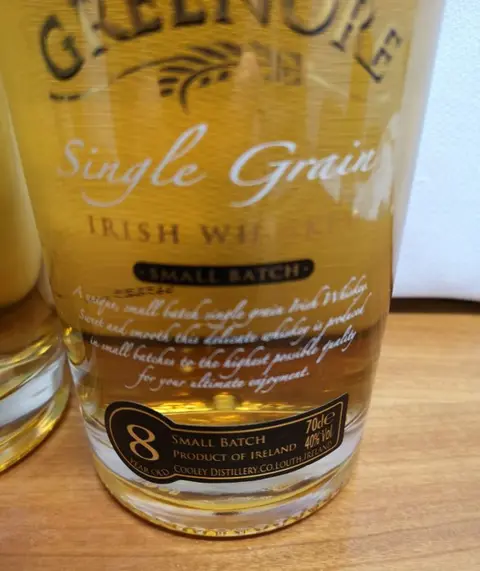 GREENORE
Single Grain
IRISH WHISKEY
·SMALL BATCH·
A unique, small batch single grain Irish Whiskey.
Sweet and smooth this delicate whiskey is produced
in small batches to the highest possible quality
for your ultimate enjoyment.
8
YEAR OLD
SMALL BATCH
PRODUCT OF IRELAND
COOLEY DISTILLERY, CO. LOUTH, IRELAND.
70cl e
40% Vol